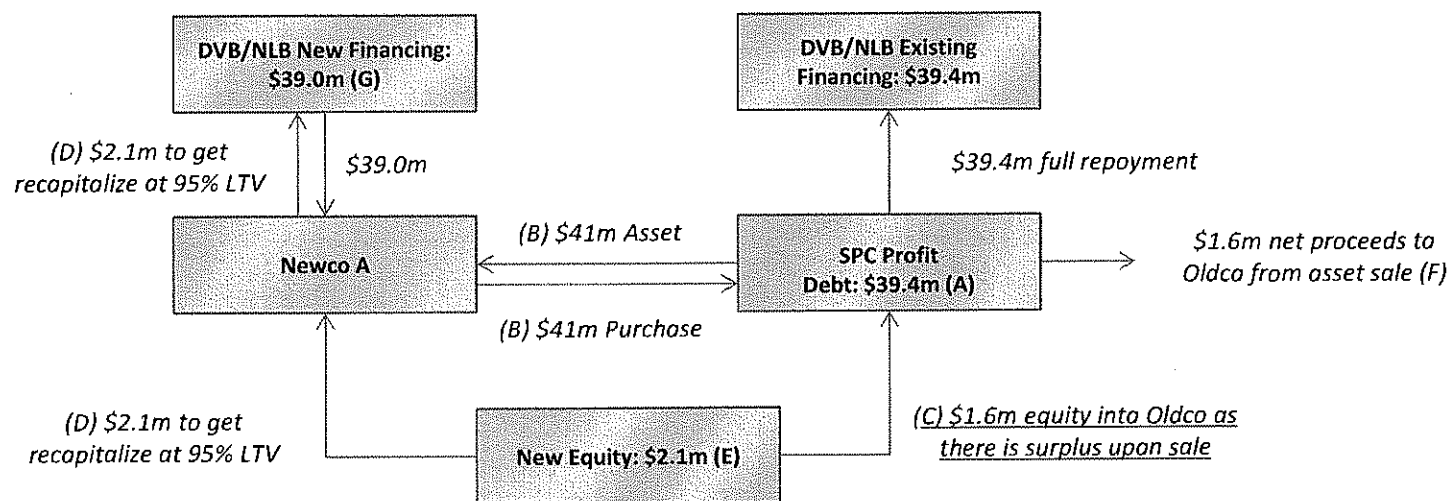 DVB/NLB New Financing:
$39.0m (G)
DVB/NLB Existing
Financing: $39.4m
(D) $2.1m to get
recapitalize at 95% LTV
$39.0m
$39.4m full repayment
Newco A
(B) $41m Asset
(B) $41m Purchase
SPC Profit
Debt: $39.4m (A)
$1.6m net proceeds to
Oldco from asset sale (F)
(D) $2.1m to get
recapitalize at 95% LTV
New Equity: $2.1m (E)
(C) $1.6m equity into Oldco as
there is surplus upon sale